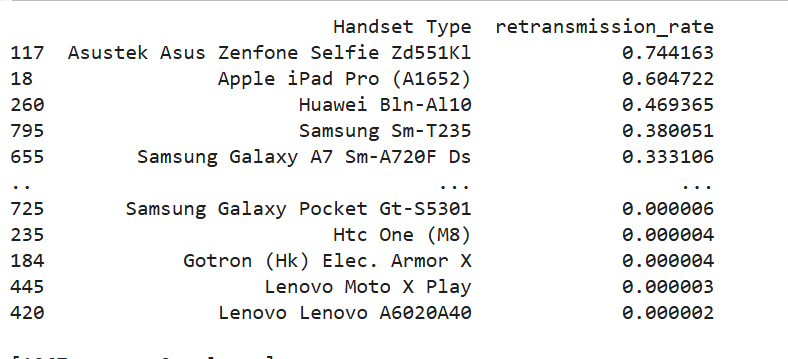 Handset Type retransmission_rate
117 Asustek Asus Zenfone Selfie Zd551Kl 0.744163
18 Apple iPad Pro (A1652) 0.604722
260 Huawei Bln-Al10 0.469365
795 Samsung Sm-T235 0.380051
655 Samsung Galaxy A7 Sm-A720F Ds 0.333106
.. ... ...
725 Samsung Galaxy Pocket Gt-S5301 0.000006
235 Htc One (M8) 0.000004
184 Gotron (Hk) Elec. Armor X 0.000004
445 Lenovo Moto X Play 0.000003
420 Lenovo Lenovo A6020A40 0.000002